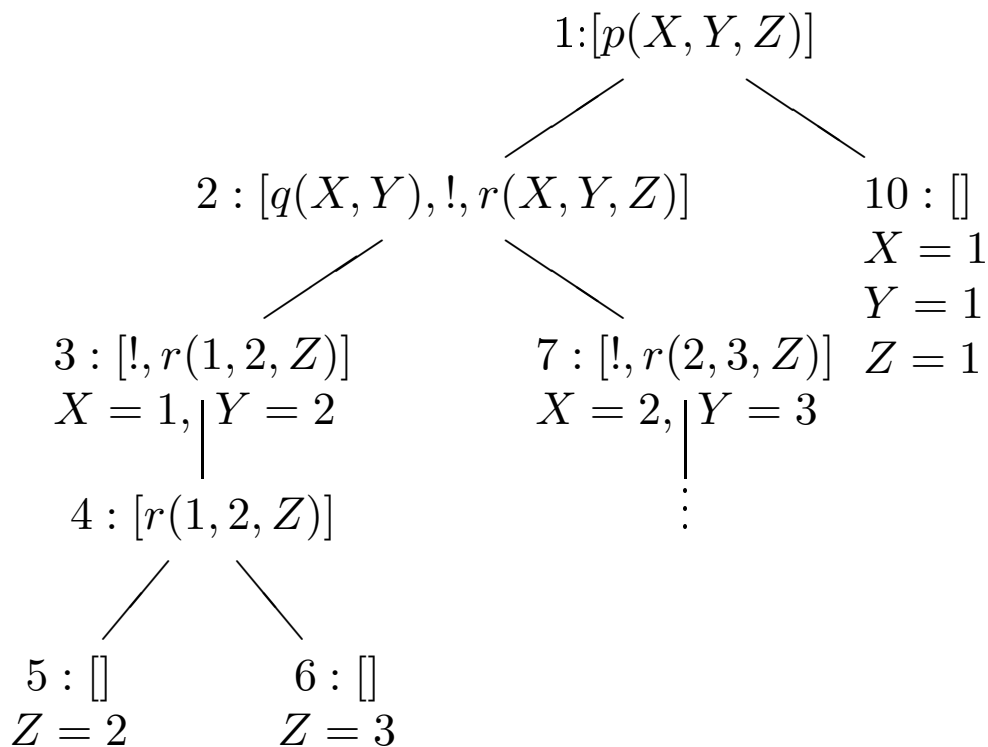 1:[p(X, Y, Z)]
2 : [q(X, Y), !, r(X, Y, Z)]
10 : []
X = 1
Y = 1
Z = 1
3 : [!, r(1, 2, Z)]
X = 1, Y = 2
7 : [!, r(2, 3, Z)]
X = 2, Y = 3
⋮
4 : [r(1, 2, Z)]
5 : []
Z = 2
6 : []
Z = 3